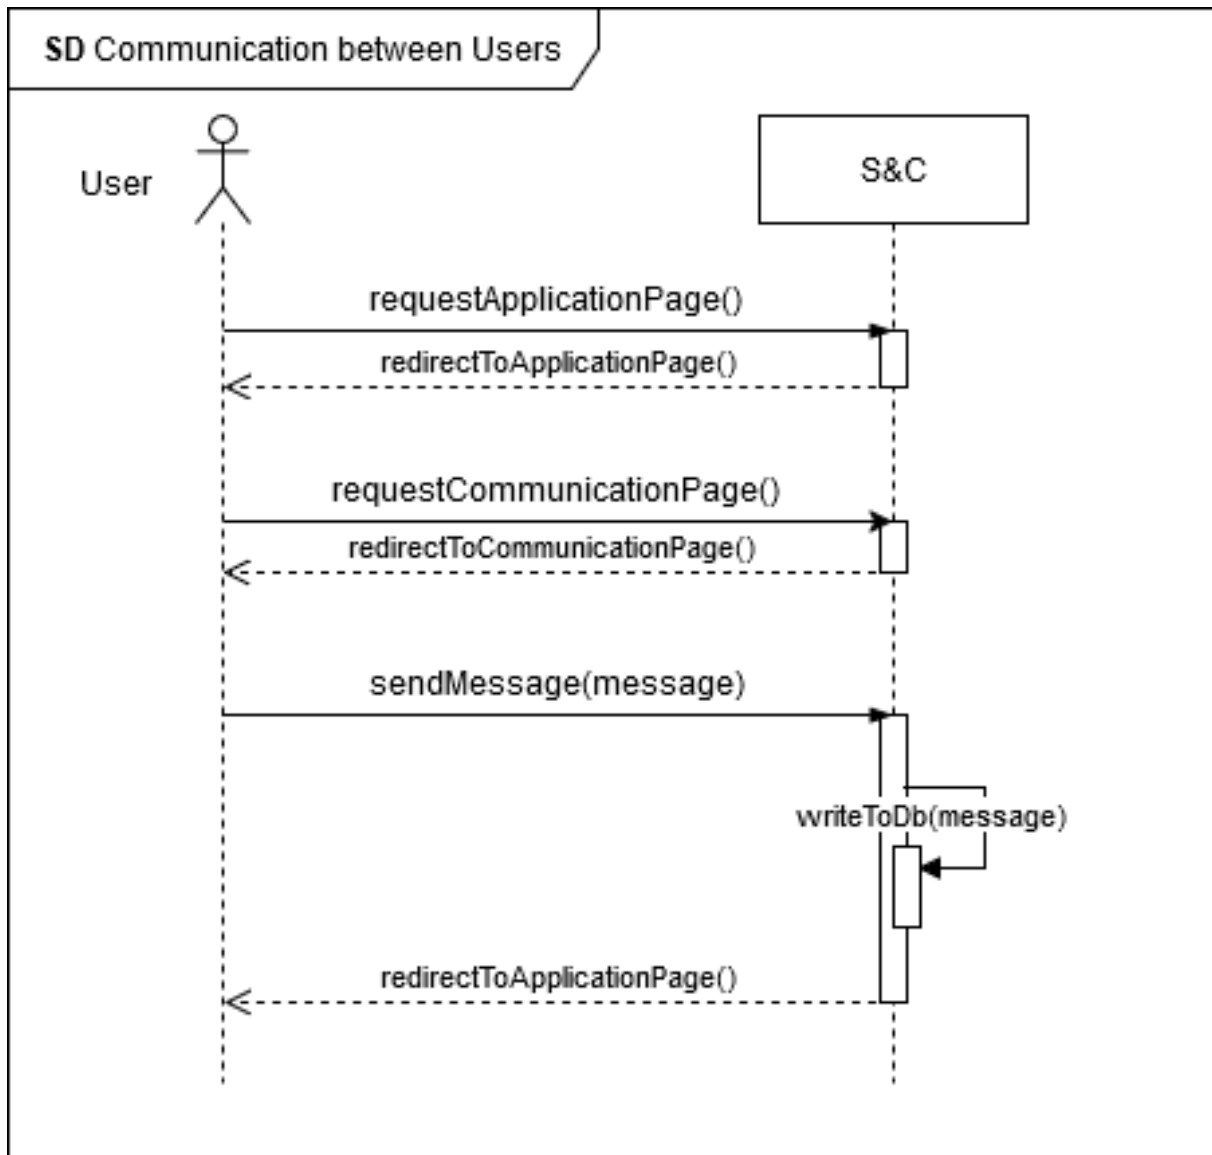 SD Communication between Users
User
S&C
requestApplicationPage()
redirectToApplicationPage()
requestCommunicationPage()
redirectToCommunicationPage()
sendMessage(message)
writeToDb(message)
redirectToApplicationPage()